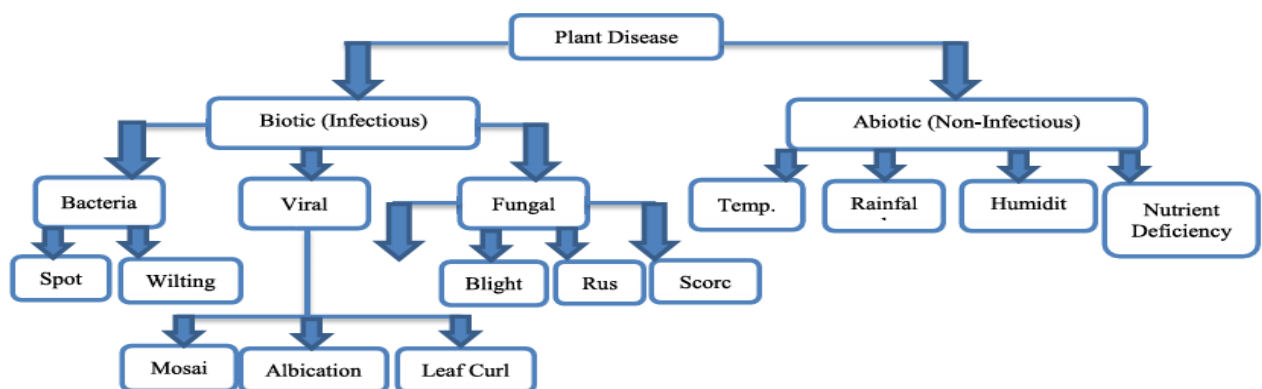 Plant Disease
Biotic (Infectious)
Abiotic (Non-Infectious)
Bacteria
Viral
Fungal
Temp.
Rainfal
Humidit
Nutrient
Deficiency
Spot
Wilting
Blight
Rus
Scorc
Mosai
Albication
Leaf Curl